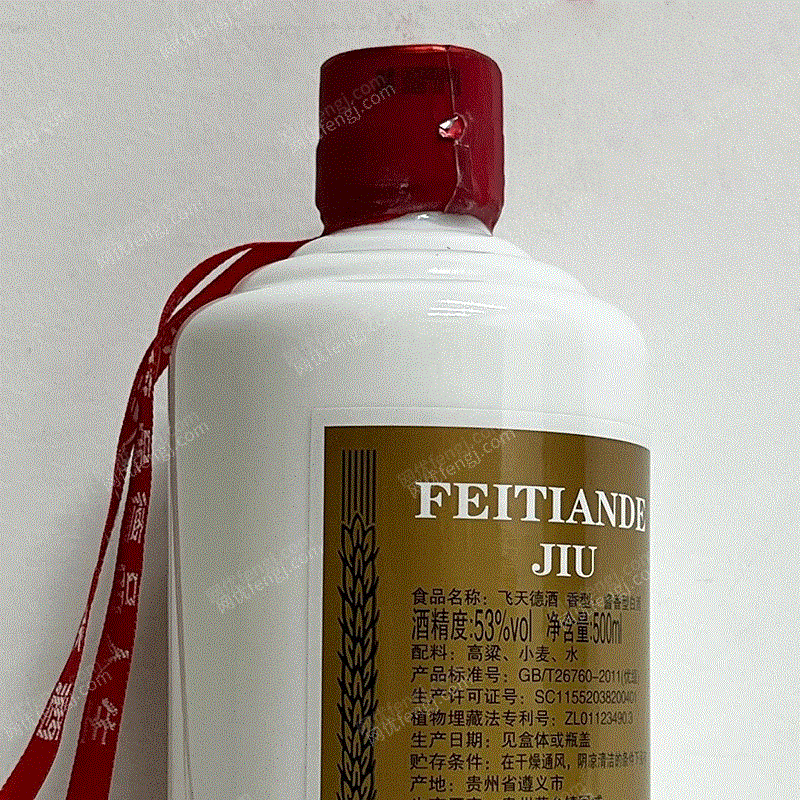 FEITIANDE
JIU
食品名称：飞天德酒 香型：酱香型白酒
酒精度:53%vol 净含量:500ml
配料：高粱、小麦、水
产品标准号：GB/T26760-2011(优级)
生产许可证号：SC11552038200401
植物埋藏法专利号：ZL01123490.3
生产日期：见盒体或瓶盖
贮存条件：在干燥通风，阴凉清洁的条件下
产地：贵州省遵义市
fengj.com